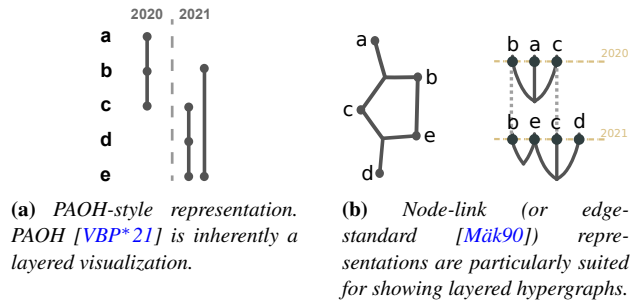 2020 2021
a
b
c
d
e
(a) PAOH-style representation.
PAOH [VBP*21] is inherently a
layered visualization.
a
b
c
e
d
b a c
2020
b e c d
2021
(b) Node-link (or edge-
standard [Mäk90]) repre-
sentations are particularly suited
for showing layered hypergraphs.